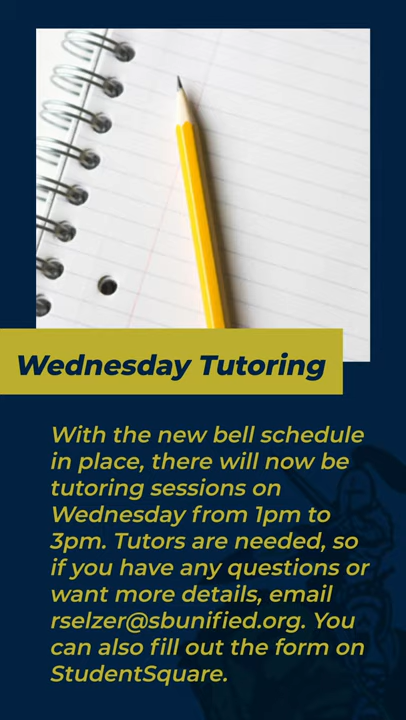 Wednesday Tutoring
With the new bell schedule
in place, there will now be
tutoring sessions on
Wednesday from 1pm to
3pm. Tutors are needed, so
if you have any questions or
want more details, email
rselzer@sbunified.org. You
can also fill out the form on
StudentSquare.